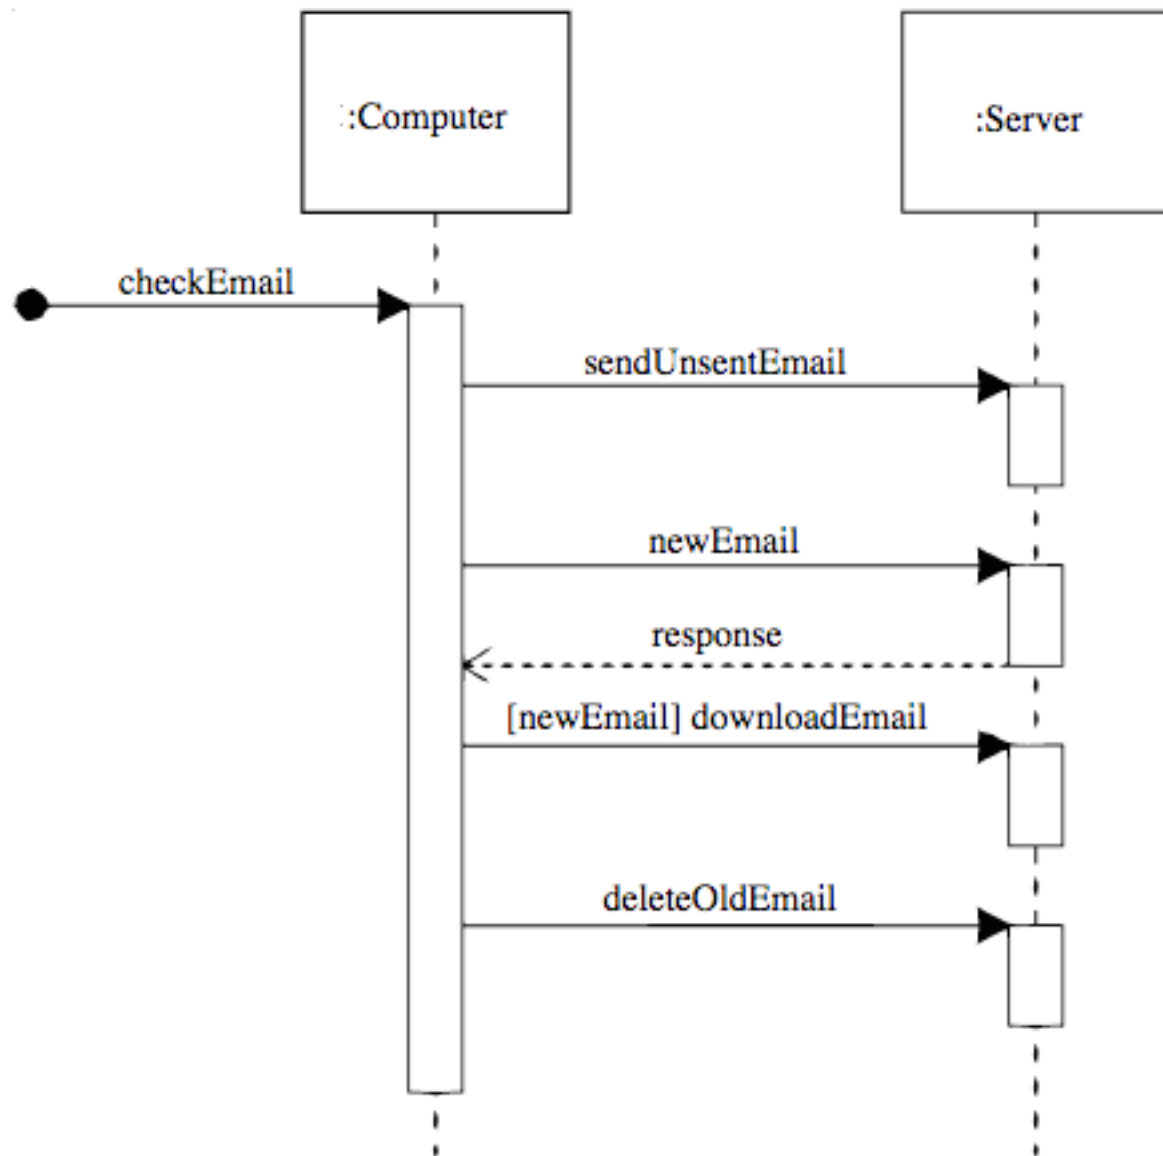 :Computer
:Server
checkEmail
sendUnsentEmail
newEmail
response
[newEmail] downloadEmail
deleteOldEmail